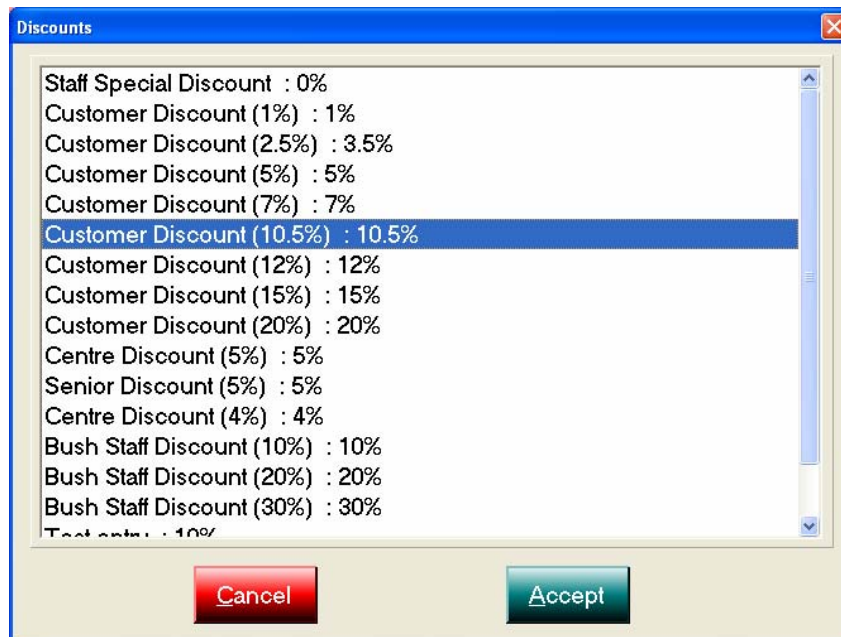 Discounts
Staff Special Discount : 0%
Customer Discount (1%) : 1%
Customer Discount (2.5%) : 3.5%
Customer Discount (5%) : 5%
Customer Discount (7%) : 7%
Customer Discount (10.5%) : 10.5%
Customer Discount (12%) : 12%
Customer Discount (15%) : 15%
Customer Discount (20%) : 20%
Centre Discount (5%) : 5%
Senior Discount (5%) : 5%
Centre Discount (4%) : 4%
Bush Staff Discount (10%) : 10%
Bush Staff Discount (20%) : 20%
Bush Staff Discount (30%) : 30%
Test entry : 10%
Cancel
Accept